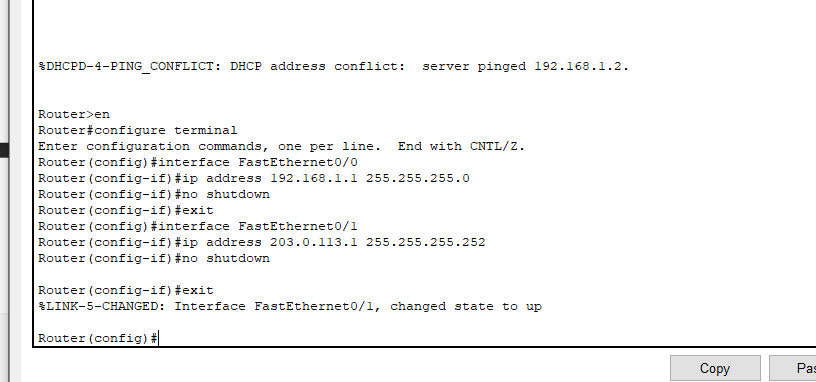 %DHCPD-4-PING_CONFLICT: DHCP address conflict:  server pinged 192.168.1.2.
Router>en
Router#configure terminal
Enter configuration commands, one per line.  End with CNTL/Z.
Router(config)#interface FastEthernet0/0
Router(config-if)#ip address 192.168.1.1 255.255.255.0
Router(config-if)#no shutdown
Router(config-if)#exit
Router(config)#interface FastEthernet0/1
Router(config-if)#ip address 203.0.113.1 255.255.255.252
Router(config-if)#no shutdown
Router(config-if)#exit
%LINK-5-CHANGED: Interface FastEthernet0/1, changed state to up
Router(config)#
Copy